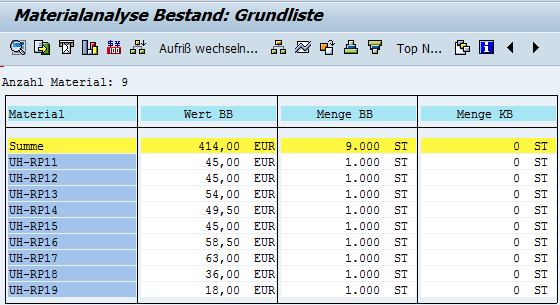 Materialanalyse Bestand: Grundliste
Aufriß wechseln... Top N...
Anzahl Material: 9
Material Wert BB Menge BB Menge KB
Summe 414,00 EUR 9.000 ST 0 ST
UH-RP11 45,00 EUR 1.000 ST 0 ST
UH-RP12 45,00 EUR 1.000 ST 0 ST
UH-RP13 54,00 EUR 1.000 ST 0 ST
UH-RP14 49,50 EUR 1.000 ST 0 ST
UH-RP15 45,00 EUR 1.000 ST 0 ST
UH-RP16 58,50 EUR 1.000 ST 0 ST
UH-RP17 63,00 EUR 1.000 ST 0 ST
UH-RP18 36,00 EUR 1.000 ST 0 ST
UH-RP19 18,00 EUR 1.000 ST 0 ST